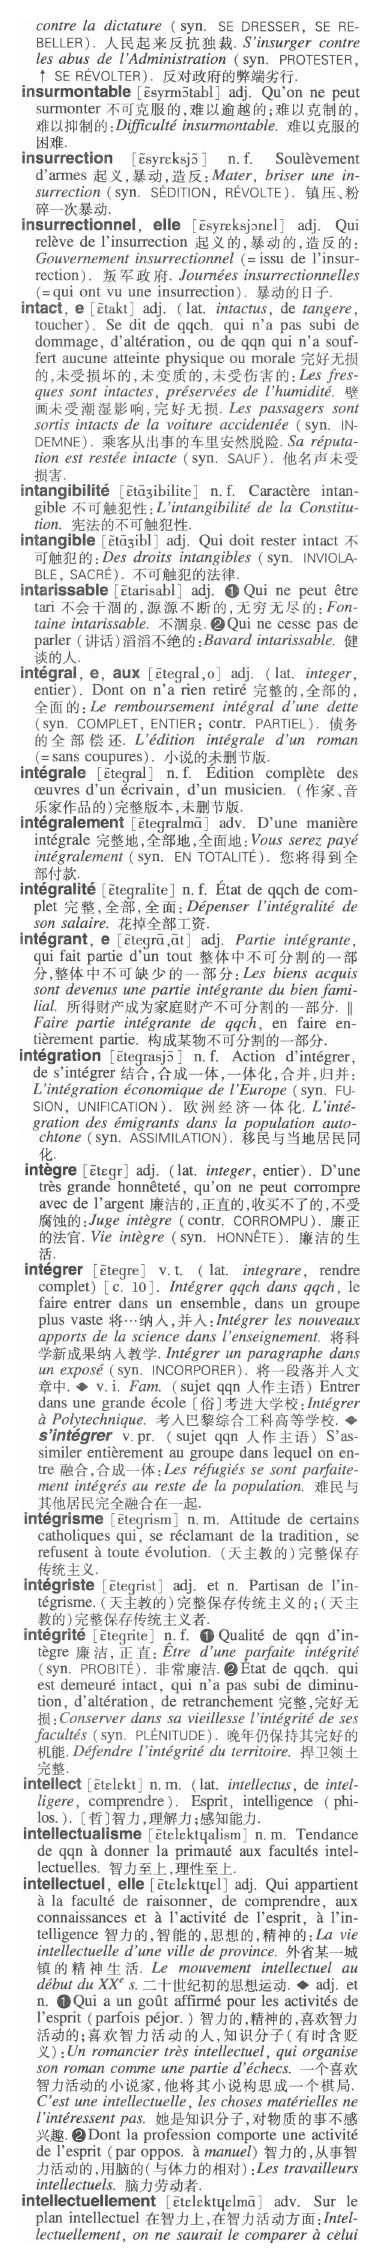 contre la dictature (syn. SE DRESSER, SE RE-
BELLER). 人民起来反抗独裁. S'insurger contre
les abus de l'Administration (syn. PROTESTER,
↑ SE RÉVOLTER). 反对政府的弊端劣行.
insurmontable [ɛ̃syrmɔ̃tabl] adj. Qu'on ne peut
surmonter 不可克服的,难以逾越的;难以克制的,
难以抑制的:Difficulté insurmontable. 难以克服的
困难.
insurrection [ɛ̃syrɛksjɔ̃] n. f. Soulèvement
d'armes 起义,暴动,造反:Mater, briser une in-
surrection (syn. SÉDITION, RÉVOLTE). 镇压、粉
碎一次暴动.
insurrectionnel, elle [ɛ̃syrɛksjɔnɛl] adj. Qui
relève de l'insurrection 起义的,暴动的,造反的:
Gouvernement insurrectionnel (=issu de l'insur-
rection). 叛军政府. Journées insurrectionnelles
(=qui ont vu une insurrection). 暴动的日子.
intact, e [ɛ̃takt] adj. (lat. intactus, de tangere,
toucher). Se dit de qqch. qui n'a pas subi de
dommage, d'altération, ou de qqn qui n'a souf-
fert aucune atteinte physique ou morale 完好无损
的,未受损坏的,未变质的,未受伤害的:Les fres-
ques sont intactes, préservées de l'humidité. 壁
画未受潮湿影响,完好无损. Les passagers sont
sortis intacts de la voiture accidentée (syn. IN-
DEMNE). 乘客从出事的车里安然脱险. Sa réputa-
tion est restée intacte (syn. SAUF). 他名声未受
损害.
intangibilité [ɛ̃tɑ̃ʒibilite] n. f. Caractère intan-
gible 不可触犯性:L'intangibilité de la Constitu-
tion. 宪法的不可触犯性.
intangible [ɛ̃tɑ̃ʒibl] adj. Qui doit rester intact 不
可触犯的:Des droits intangibles (syn. INVIOLA-
BLE, SACRÉ). 不可触犯的法律.
intarissable [ɛ̃tarisabl] adj. ❶ Qui ne peut être
tari 不会干涸的,源源不断的,无穷无尽的:Fon-
taine intarissable. 不涸泉. ❷ Qui ne cesse pas de
parler (讲话)滔滔不绝的:Bavard intarissable. 健
谈的人.
intégral, e, aux [ɛ̃tegral,o] adj. (lat. integer,
entier). Dont on n'a rien retiré 完整的,全部的,
全面的:Le remboursement intégral d'une dette
(syn. COMPLET, ENTIER; contr. PARTIEL). 债务
的全部偿还. L'édition intégrale d'un roman
(=sans coupures). 小说的未删节版.
intégrale [ɛ̃tegral] n. f. Édition complète des
œuvres d'un écrivain, d'un musicien. (作家、音
乐家作品的)完整版本,未删节版.
intégralement [ɛ̃tegralmɑ̃] adv. D'une manière
intégrale 完整地,全部地,全面地:Vous serez payé
intégralement (syn. EN TOTALITÉ). 您将得到全
部付款.
intégralité [ɛ̃tegralite] n. f. État de qqch de com-
plet 完整,全部,全面:Dépenser l'intégralité de
son salaire. 花掉全部工资.
intégrant, e [ɛ̃tegrɑ̃,ɑ̃t] adj. Partie intégrante,
qui fait partie d'un tout 整体中不可分割的一部
分,整体中不可缺少的一部分:Les biens acquis
sont devenus une partie intégrante du bien fami-
lial. 所得财产成为家庭财产不可分割的一部分. ‖
Faire partie intégrante de qqch, en faire en-
tièrement partie. 构成某物不可分割的一部分.
intégration [ɛ̃tegrasjɔ̃] n. f. Action d'intégrer,
de s'intégrer 结合,合成一体,一体化,合并,归并:
L'intégration économique de l'Europe (syn. FU-
SION, UNIFICATION). 欧洲经济一体化. L'inté-
gration des émigrants dans la population auto-
chtone (syn. ASSIMILATION). 移民与当地居民同
化.
intègre [ɛ̃tɛgr] adj. (lat. integer, entier). D'une
très grande honnêteté, qu'on ne peut corrompre
avec de l'argent 廉洁的,正直的,收买不了的,不受
腐蚀的:Juge intègre (contr. CORROMPU). 廉正
的法官. Vie intègre (syn. HONNÊTE). 廉洁的生
活.
intégrer [ɛ̃tegre] v. t. (lat. integrare, rendre
complet) [c. 10]. Intégrer qqch dans qqch, le
faire entrer dans un ensemble, dans un groupe
plus vaste 将…纳入,并入:Intégrer les nouveaux
apports de la science dans l'enseignement. 将科
学新成果纳入教学. Intégrer un paragraphe dans
un exposé (syn. INCORPORER). 将一段落并入文
章中. ◆ v. i. Fam. (sujet qqn 人作主语) Entrer
dans une grande école〔俗〕考进大学校:Intégrer
à Polytechnique. 考入巴黎综合工科高等学校. ◆
s'intégrer v. pr. (sujet qqn 人作主语) S'as-
similer entièrement au groupe dans lequel on en-
tre 融合,合成一体:Les réfugiés se sont parfaite-
ment intégrés au reste de la population. 难民与
其他居民完全融合在一起.
intégrisme [ɛ̃tegrism] n. m. Attitude de certains
catholiques qui, se réclamant de la tradition, se
refusent à toute évolution. (天主教的)完整保存
传统主义.
intégriste [ɛ̃tegrist] adj. et n. Partisan de l'in-
tégrisme. (天主教的)完整保存传统主义的;(天主
教的)完整保存传统主义者.
intégrité [ɛ̃tegrite] n. f. ❶ Qualité de qqn d'in-
tègre 廉洁,正直:Être d'une parfaite intégrité
(syn. PROBITÉ). 非常廉洁. ❷ État de qqch. qui
est demeuré intact, qui n'a pas subi de diminu-
tion, d'altération, de retranchement 完整,完好无
损:Conserver dans sa vieillesse l'intégrité de ses
facultés (syn. PLÉNITUDE). 晚年仍保持其完好的
机能. Défendre l'intégrité du territoire. 捍卫领土
完整.
intellect [ɛ̃telɛkt] n. m. (lat. intellectus, de intel-
ligere, comprendre). Esprit, intelligence (phi-
los.).〔哲〕智力,理解力;感知能力.
intellectualisme [ɛ̃telɛktɥalism] n. m. Tendance
de qqn à donner la primauté aux facultés intel-
lectuelles. 智力至上,理性至上.
intellectuel, elle [ɛ̃telɛktɥɛl] adj. Qui appartient
à la faculté de raisonner, de comprendre, aux
connaissances et à l'activité de l'esprit, à l'in-
telligence 智力的,智能的,思想的,精神的:La vie
intellectuelle d'une ville de province. 外省某一城
镇的精神生活. Le mouvement intellectuel au
début du XXᵉ s. 二十世纪初的思想运动. ◆ adj. et
n. ❶ Qui a un goût affirmé pour les activités de
l'esprit (parfois péjor.) 智力的,精神的,喜欢智力
活动的;喜欢智力活动的人,知识分子(有时含贬
义):Un romancier très intellectuel, qui organise
son roman comme une partie d'échecs. 一个喜欢
智力活动的小说家,他将其小说构思成一个棋局.
C'est une intellectuelle, les choses matérielles ne
l'intéressent pas. 她是知识分子,对物质的事不感
兴趣. ❷ Dont la profession comporte une activité
de l'esprit (par oppos. à manuel) 智力的,从事智
力活动的,用脑的(与体力的相对):Les travailleurs
intellectuels. 脑力劳动者.
intellectuellement [ɛ̃telɛktɥɛlmɑ̃] adv. Sur le
plan intellectuel 在智力上,在智力活动方面:Intel-
lectuellement, on ne saurait le comparer à celui